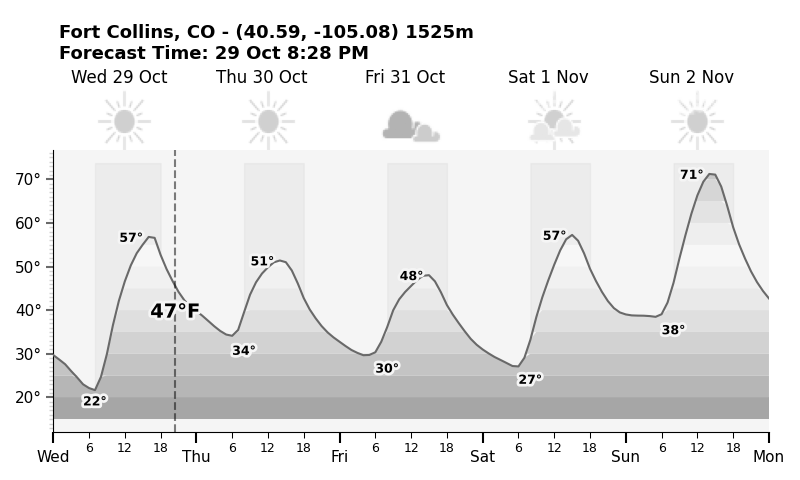 Fort Collins, CO - (40.59, -105.08) 1525m
Forecast Time: 29 Oct 8:28 PM
Wed 29 Oct Thu 30 Oct Fri 31 Oct Sat 1 Nov Sun 2 Nov
70° 71°
60°
57° 57°
50° 51° 48°
40° 47°F 38°
30° 34° 30° 27°
20° 22°
6 12 18 6 12 18 6 12 18 6 12 18 6 12 18
Wed Thu Fri Sat Sun Mon